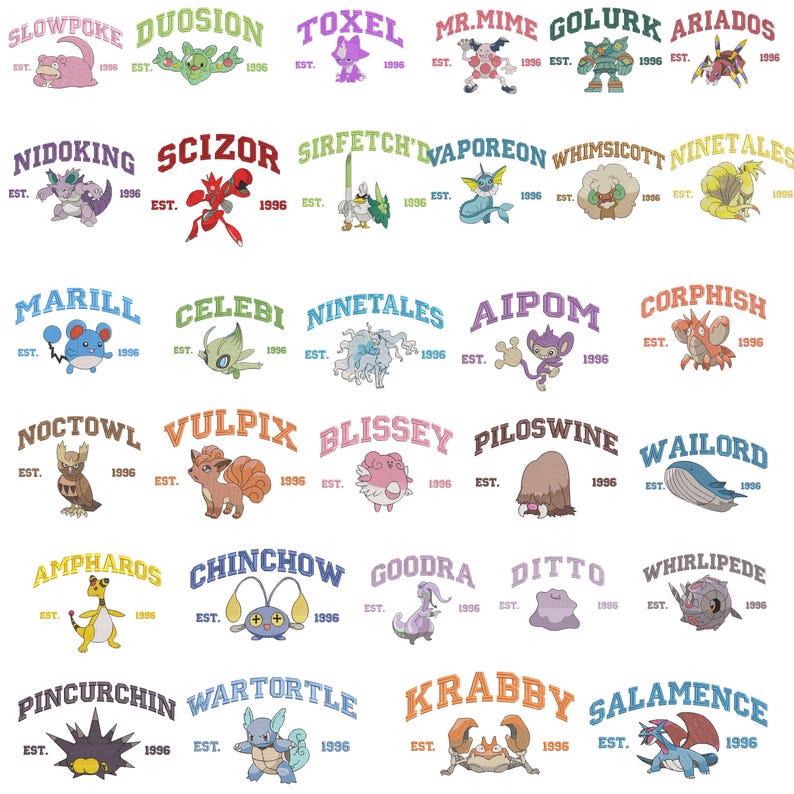 SLOWPOKE
EST. 1996
DUOSION
EST. 1996
TOXEL
EST. 1996
MR.MIME
EST. 1996
GOLURK
EST. 1996
ARIADOS
EST. 1996
NIDOKING
EST. 1996
SCIZOR
EST. 1996
SIRFETCH'D
EST. 1996
VAPOREON
EST. 1996
WHIMSICOTT
EST. 1996
NINETALES
EST. 1996
MARILL
EST. 1996
CELEBI
EST. 1996
NINETALES
EST. 1996
AIPOM
EST. 1996
CORPHISH
EST. 1996
NOCTOWL
EST. 1996
VULPIX
EST. 1996
BLISSEY
EST. 1996
PILOSWINE
EST. 1996
WAILORD
EST. 1996
AMPHAROS
EST. 1996
CHINCHOW
EST. 1996
GOODRA
EST. 1996
DITTO
EST. 1996
WHIRLIPEDE
EST. 1996
PINCURCHIN
EST. 1996
WARTORTLE
EST. 1996
KRABBY
EST. 1996
SALAMENCE
EST. 1996